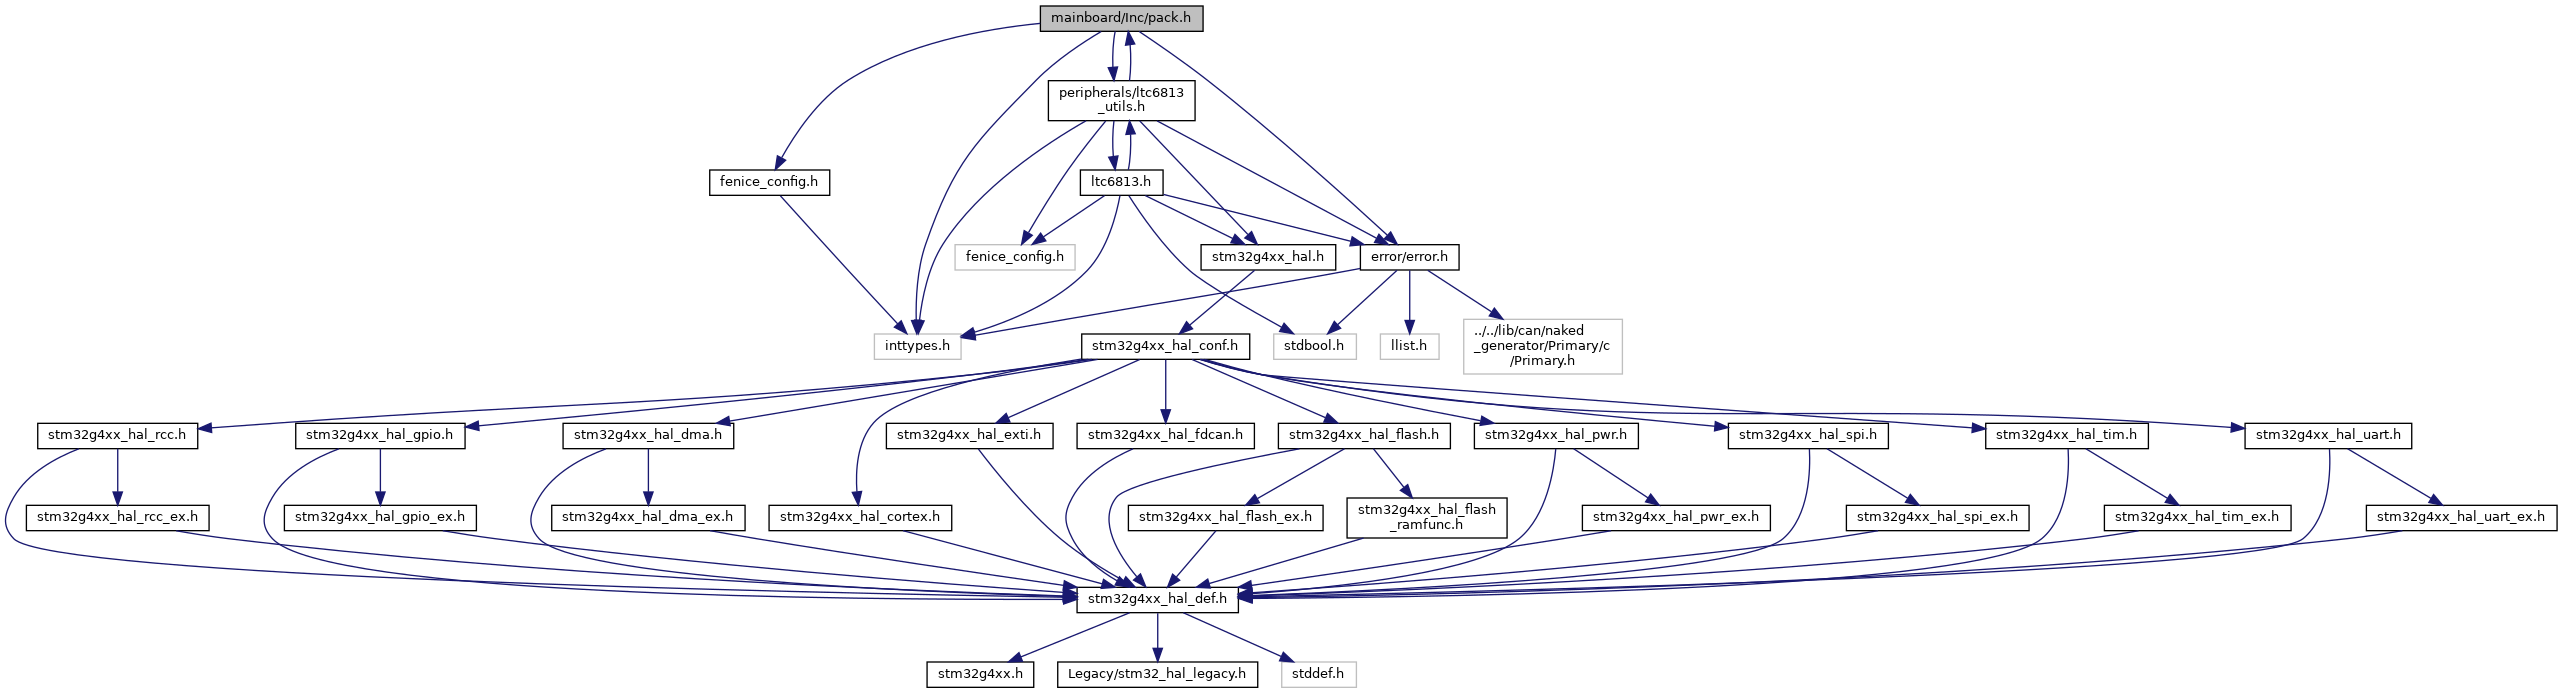 mainboard/Inc/pack.h
peripherals/ltc6813
_utils.h
fenice_config.h
ltc6813.h
fenice_config.h
stm32g4xx_hal.h
error/error.h
inttypes.h
stm32g4xx_hal_conf.h
stdbool.h
llist.h
../../lib/can/naked
_generator/Primary/c
/Primary.h
stm32g4xx_hal_rcc.h
stm32g4xx_hal_gpio.h
stm32g4xx_hal_dma.h
stm32g4xx_hal_exti.h
stm32g4xx_hal_fdcan.h
stm32g4xx_hal_flash.h
stm32g4xx_hal_pwr.h
stm32g4xx_hal_spi.h
stm32g4xx_hal_tim.h
stm32g4xx_hal_uart.h
stm32g4xx_hal_rcc_ex.h
stm32g4xx_hal_gpio_ex.h
stm32g4xx_hal_dma_ex.h
stm32g4xx_hal_cortex.h
stm32g4xx_hal_flash_ex.h
stm32g4xx_hal_flash
_ramfunc.h
stm32g4xx_hal_pwr_ex.h
stm32g4xx_hal_spi_ex.h
stm32g4xx_hal_tim_ex.h
stm32g4xx_hal_uart_ex.h
stm32g4xx_hal_def.h
stm32g4xx.h
Legacy/stm32_hal_legacy.h
stddef.h